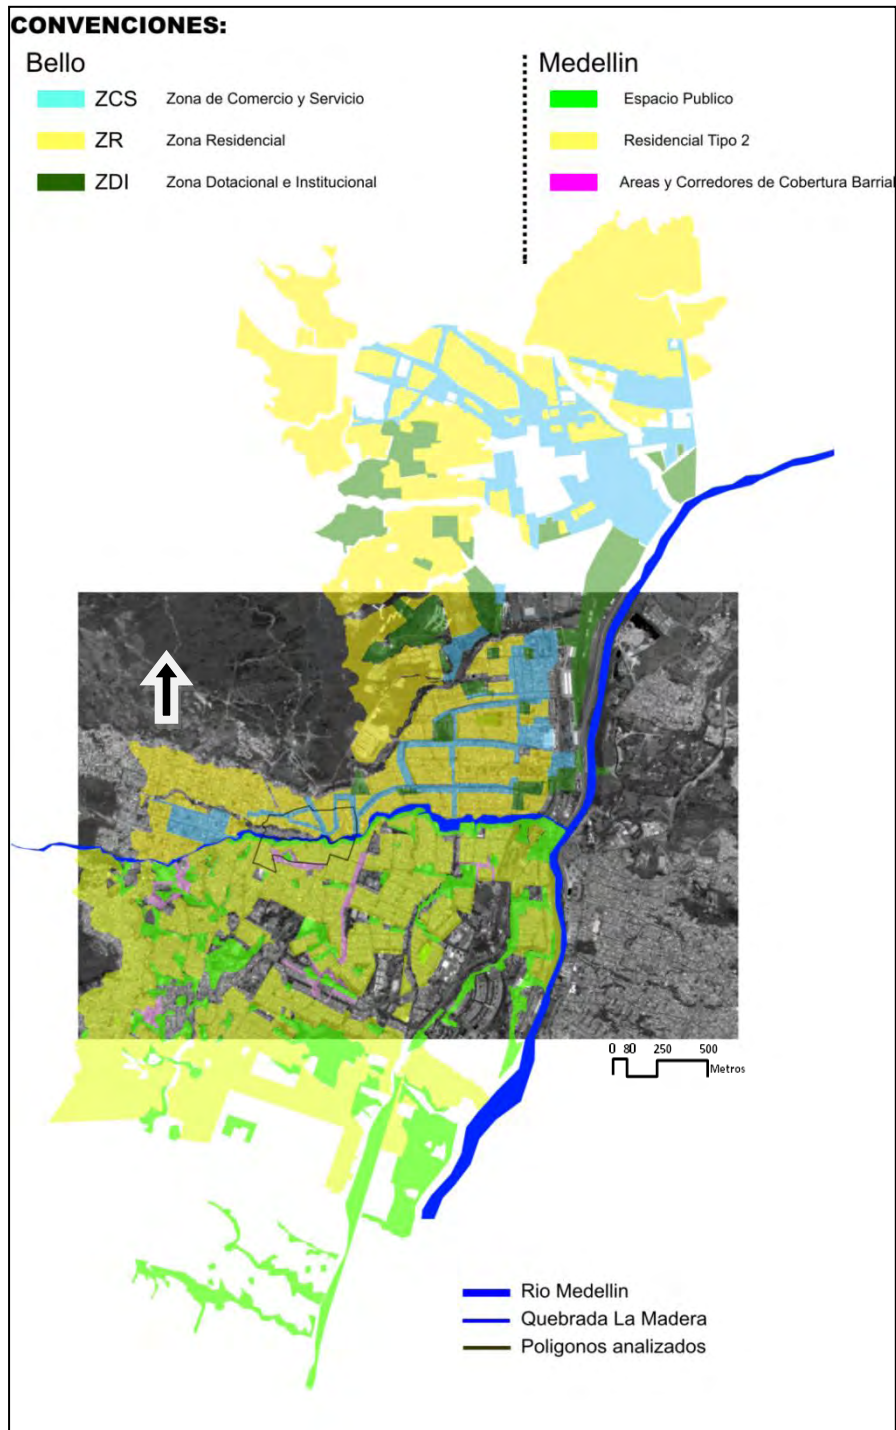 CONVENCIONES:
Bello
ZCS Zona de Comercio y Servicio
ZR Zona Residencial
ZDI Zona Dotacional e Institucional
Medellin
Espacio Publico
Residencial Tipo 2
Areas y Corredores de Cobertura Barrial
0 80 250 500
Metros
Rio Medellin
Quebrada La Madera
Poligonos analizados